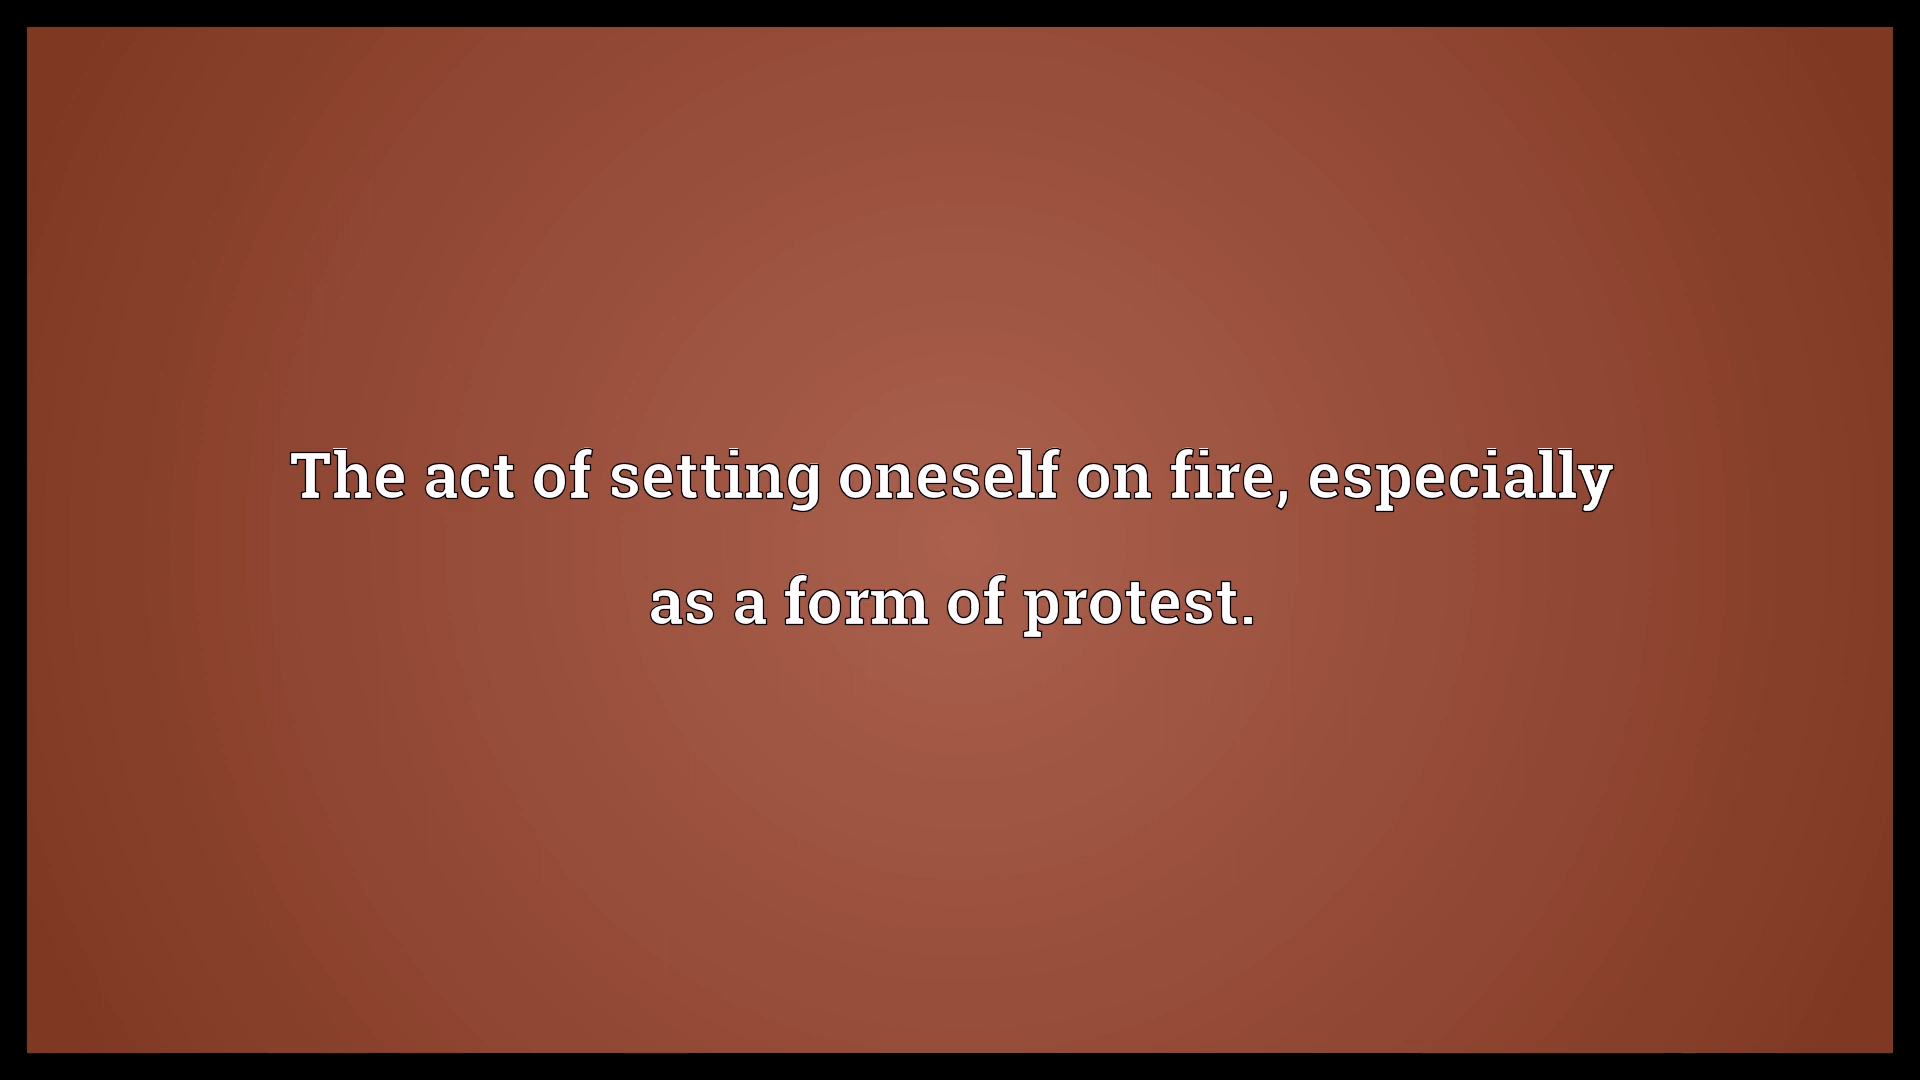 The act of setting oneself on fire, especially
as a form of protest.